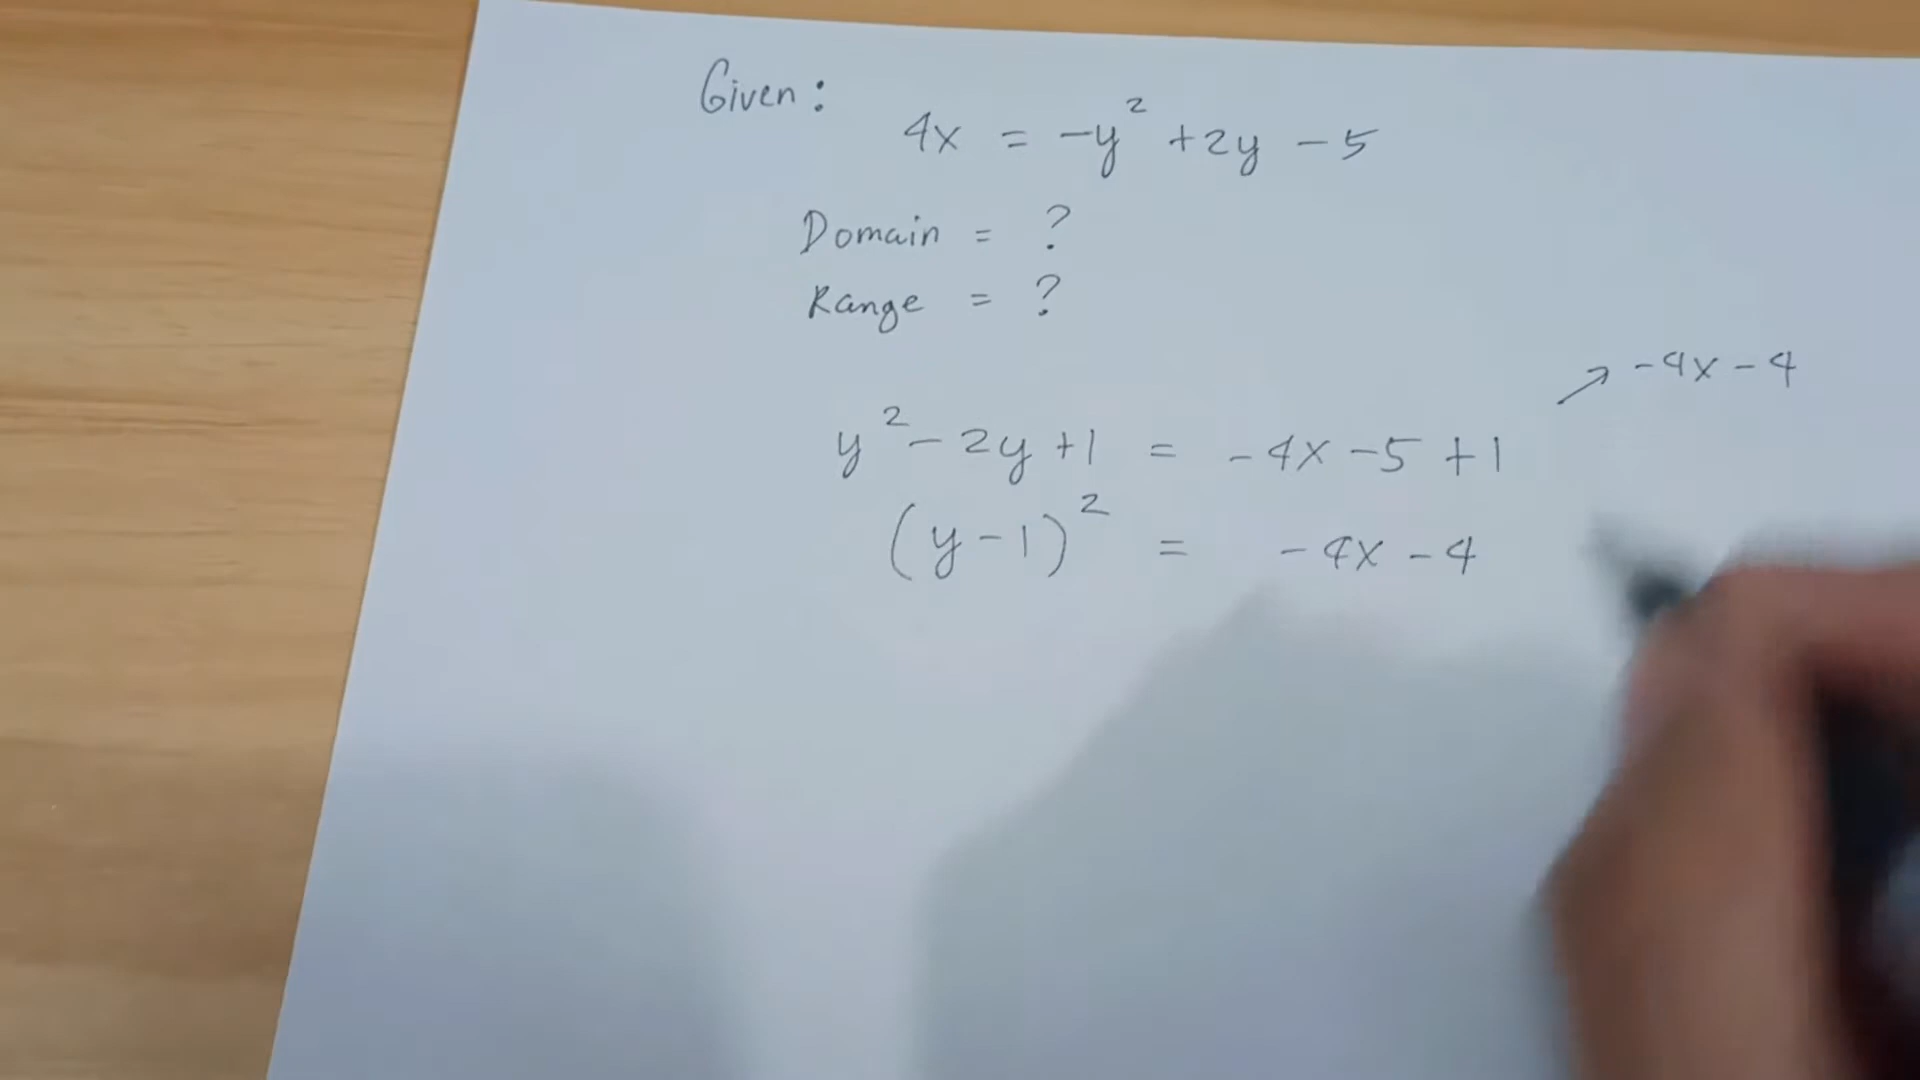 Given:
4x = -y² + 2y - 5
Domain = ?
Range = ?
↗ -4x - 4
y² - 2y + 1 = -4x - 5 + 1
(y - 1)² = -4x - 4